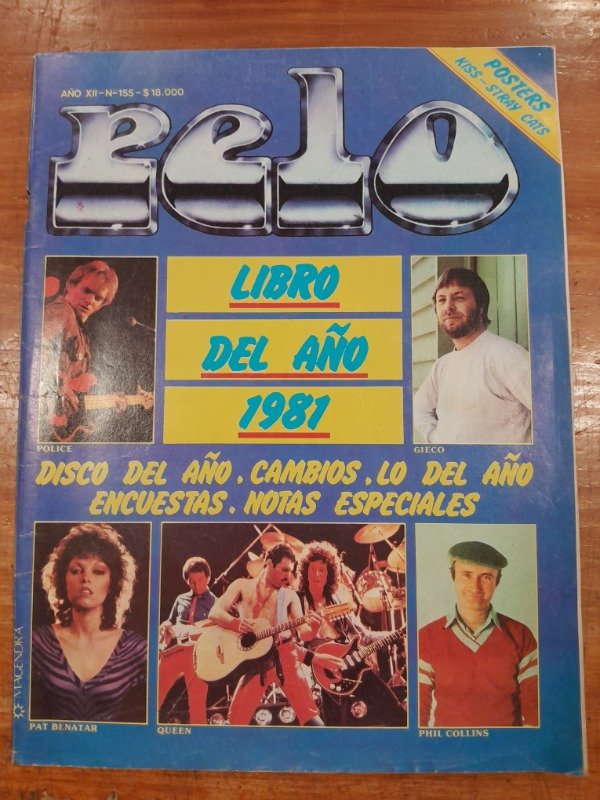 AÑO XII - Nº 155 - $ 18.000
POSTERS
KISS - STRAY CATS
pelo
LIBRO
DEL AÑO
1981
POLICE
GIECO
DISCO DEL AÑO. CAMBIOS. LO DEL AÑO
ENCUESTAS. NOTAS ESPECIALES
MAGENDRA
PAT BENATAR
QUEEN
PHIL COLLINS